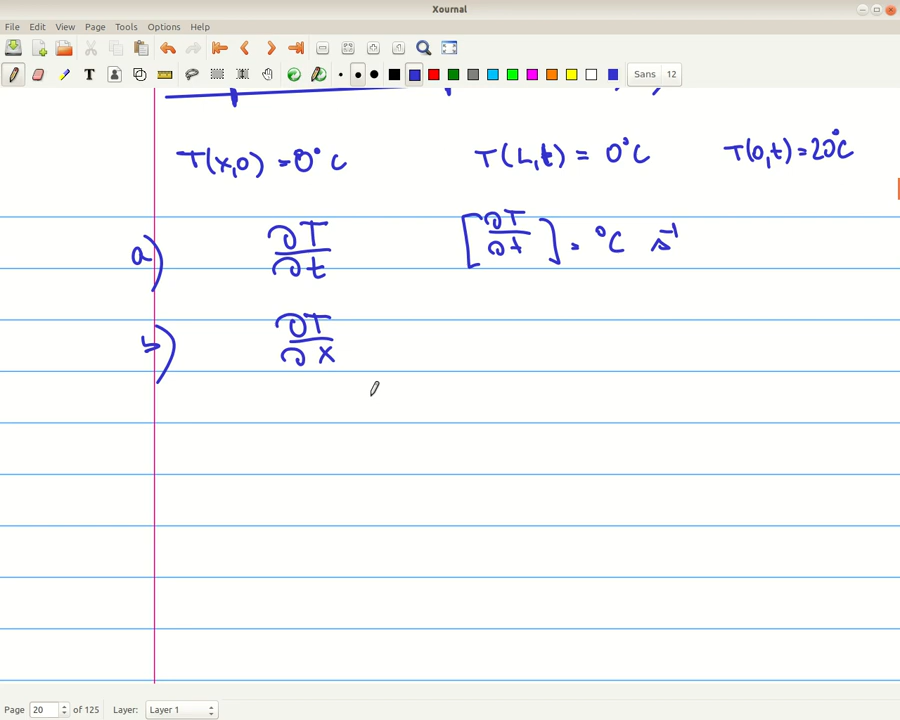 Xournal
File Edit View Page Tools Options Help
Sans 12
T(x,0) = 0°C T(L,t) = 0°C T(0,t) = 20°C
a) ∂T/∂t [∂T/∂t] = °C s⁻¹
b) ∂T/∂x
Page 20 of 125 Layer: Layer 1